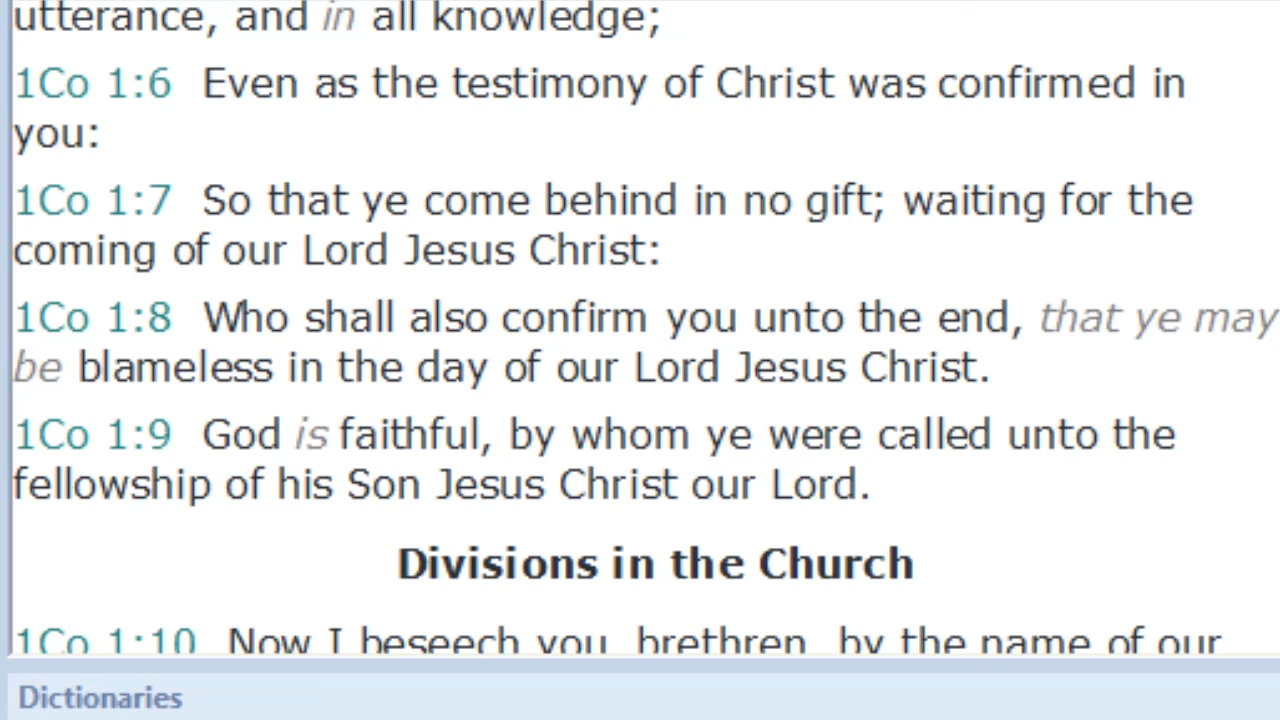 utterance, and in all knowledge;
1Co 1:6 Even as the testimony of Christ was confirmed in
you:
1Co 1:7 So that ye come behind in no gift; waiting for the
coming of our Lord Jesus Christ:
1Co 1:8 Who shall also confirm you unto the end, that ye may
be blameless in the day of our Lord Jesus Christ.
1Co 1:9 God is faithful, by whom ye were called unto the
fellowship of his Son Jesus Christ our Lord.
Divisions in the Church
1Co 1:10 Now I beseech you, brethren, by the name of our
Dictionaries